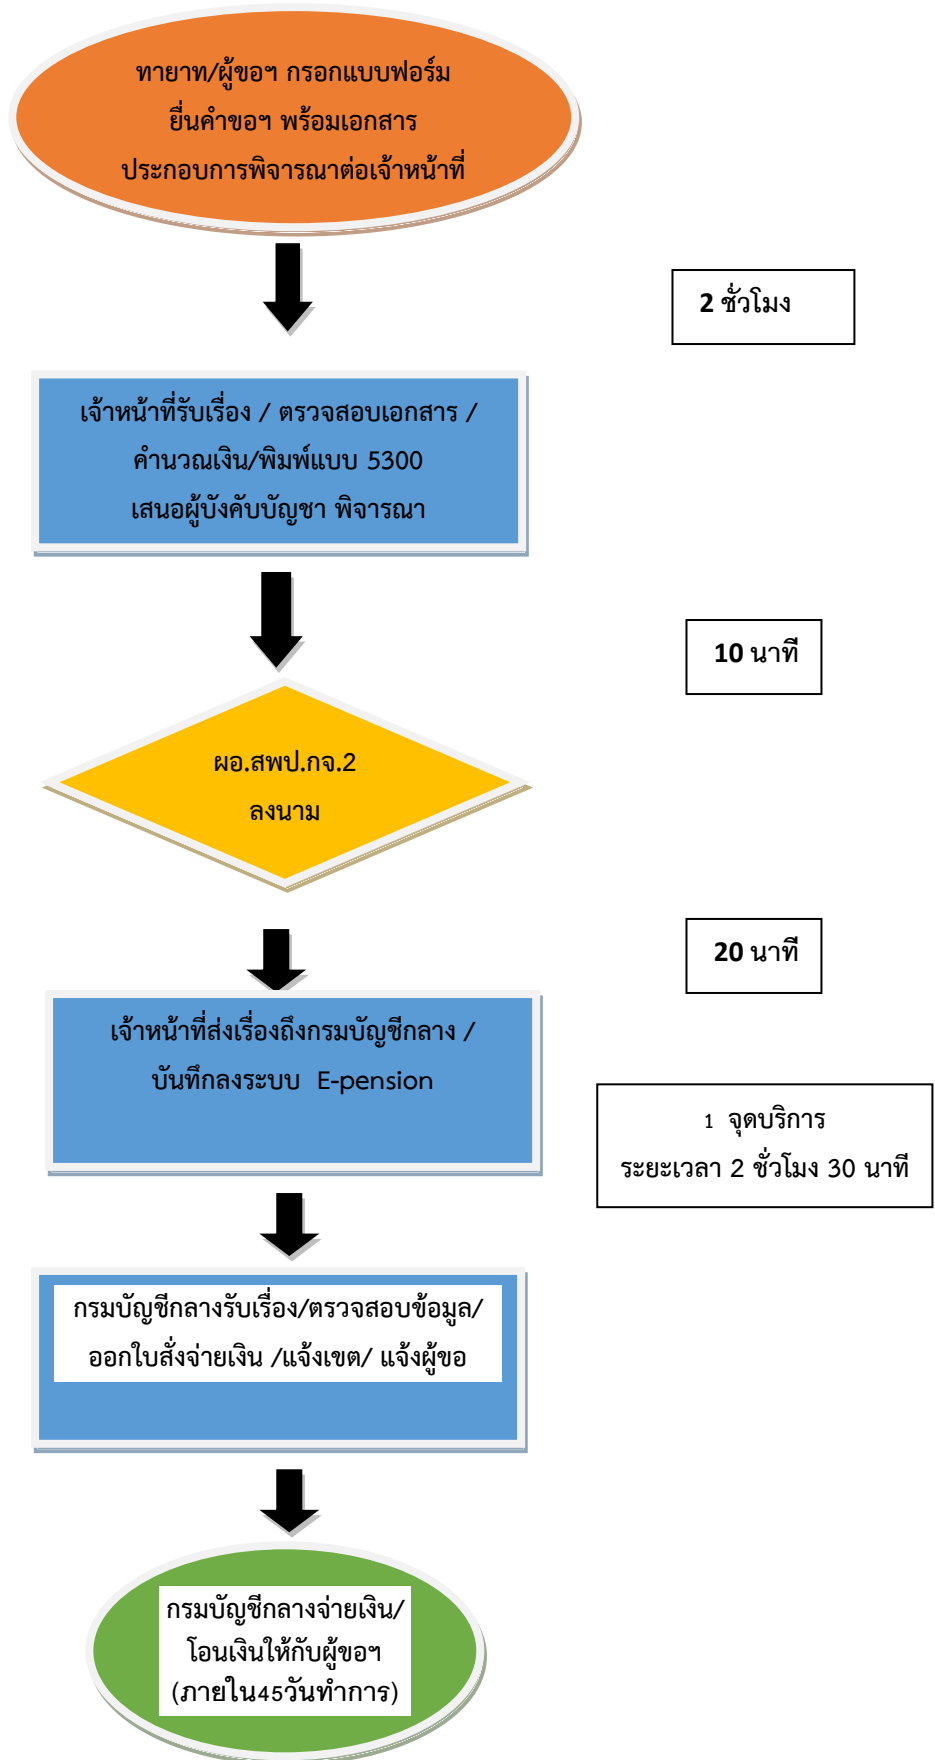 ทายาท/ผู้ขอฯ กรอกแบบฟอร์ม
ยื่นคำขอฯ พร้อมเอกสาร
ประกอบการพิจารณาต่อเจ้าหน้าที่
2 ชั่วโมง
เจ้าหน้าที่รับเรื่อง / ตรวจสอบเอกสาร /
คำนวณเงิน/พิมพ์แบบ 5300
เสนอผู้บังคับบัญชา พิจารณา
10 นาที
ผอ.สพป.กจ.2
ลงนาม
20 นาที
เจ้าหน้าที่ส่งเรื่องถึงกรมบัญชีกลาง /
บันทึกลงระบบ E-pension
1 จุดบริการ
ระยะเวลา 2 ชั่วโมง 30 นาที
กรมบัญชีกลางรับเรื่อง/ตรวจสอบข้อมูล/
ออกใบสั่งจ่ายเงิน /แจ้งเขต/ แจ้งผู้ขอ
กรมบัญชีกลางจ่ายเงิน/
โอนเงินให้กับผู้ขอฯ
(ภายใน45วันทำการ)